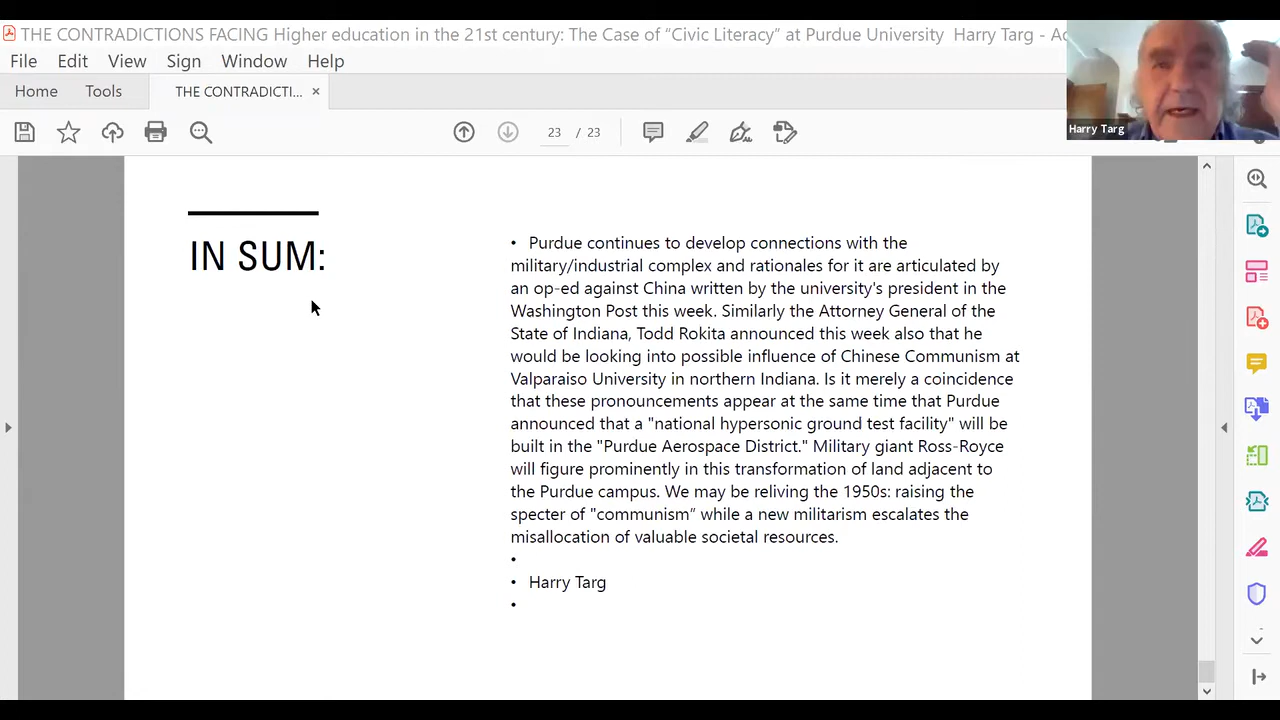 THE CONTRADICTIONS FACING Higher education in the 21st century: The Case of “Civic Literacy” at Purdue University Harry Targ - Ac
File Edit View Sign Window Help
Harry Targ
Home Tools THE CONTRADICTI... ×
23 / 23
IN SUM:
• Purdue continues to develop connections with the
military/industrial complex and rationales for it are articulated by
an op-ed against China written by the university's president in the
Washington Post this week. Similarly the Attorney General of the
State of Indiana, Todd Rokita announced this week also that he
would be looking into possible influence of Chinese Communism at
Valparaiso University in northern Indiana. Is it merely a coincidence
that these pronouncements appear at the same time that Purdue
announced that a "national hypersonic ground test facility" will be
built in the "Purdue Aerospace District." Military giant Ross-Royce
will figure prominently in this transformation of land adjacent to
the Purdue campus. We may be reliving the 1950s: raising the
specter of "communism” while a new militarism escalates the
misallocation of valuable societal resources.
•
• Harry Targ
•